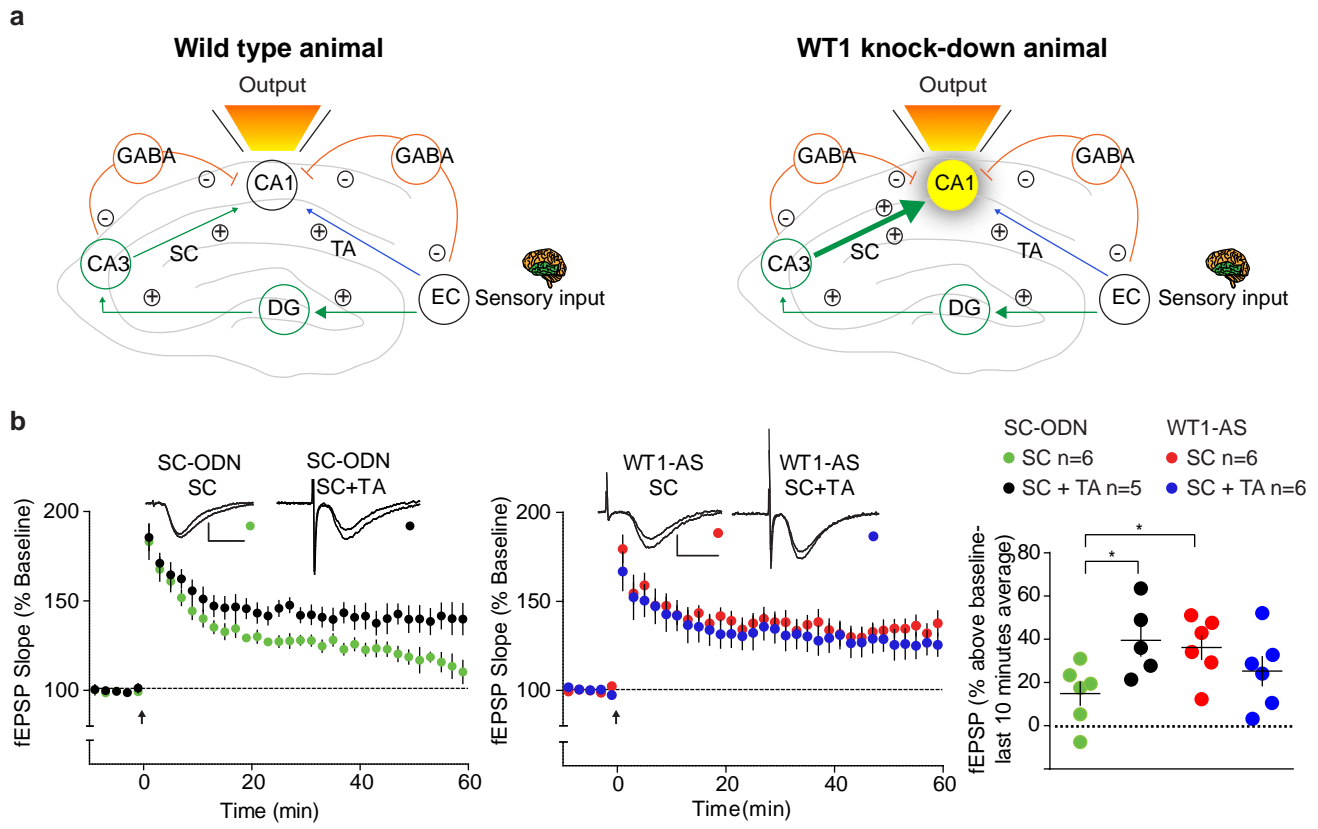 a
Wild type animal
Output
GABA
GABA
CA1
-
-
-
-
+
+
+
+
SC
TA
CA3
DG
EC
Sensory input
WT1 knock-down animal
Output
GABA
GABA
CA1
-
-
-
-
+
+
+
+
+
SC
TA
CA3
DG
EC
Sensory input
b
SC-ODN
SC
SC-ODN
SC+TA
fEPSP Slope (% Baseline)
200
150
100
0
20
40
60
Time (min)
WT1-AS
SC
WT1-AS
SC+TA
fEPSP Slope (% Baseline)
200
150
100
0
20
40
60
Time(min)
SC-ODN
WT1-AS
SC n=6
SC n=6
SC + TA n=5
SC + TA n=6
fEPSP (% above baseline-
last 10 minutes average)
80
60
40
20
0
*
*